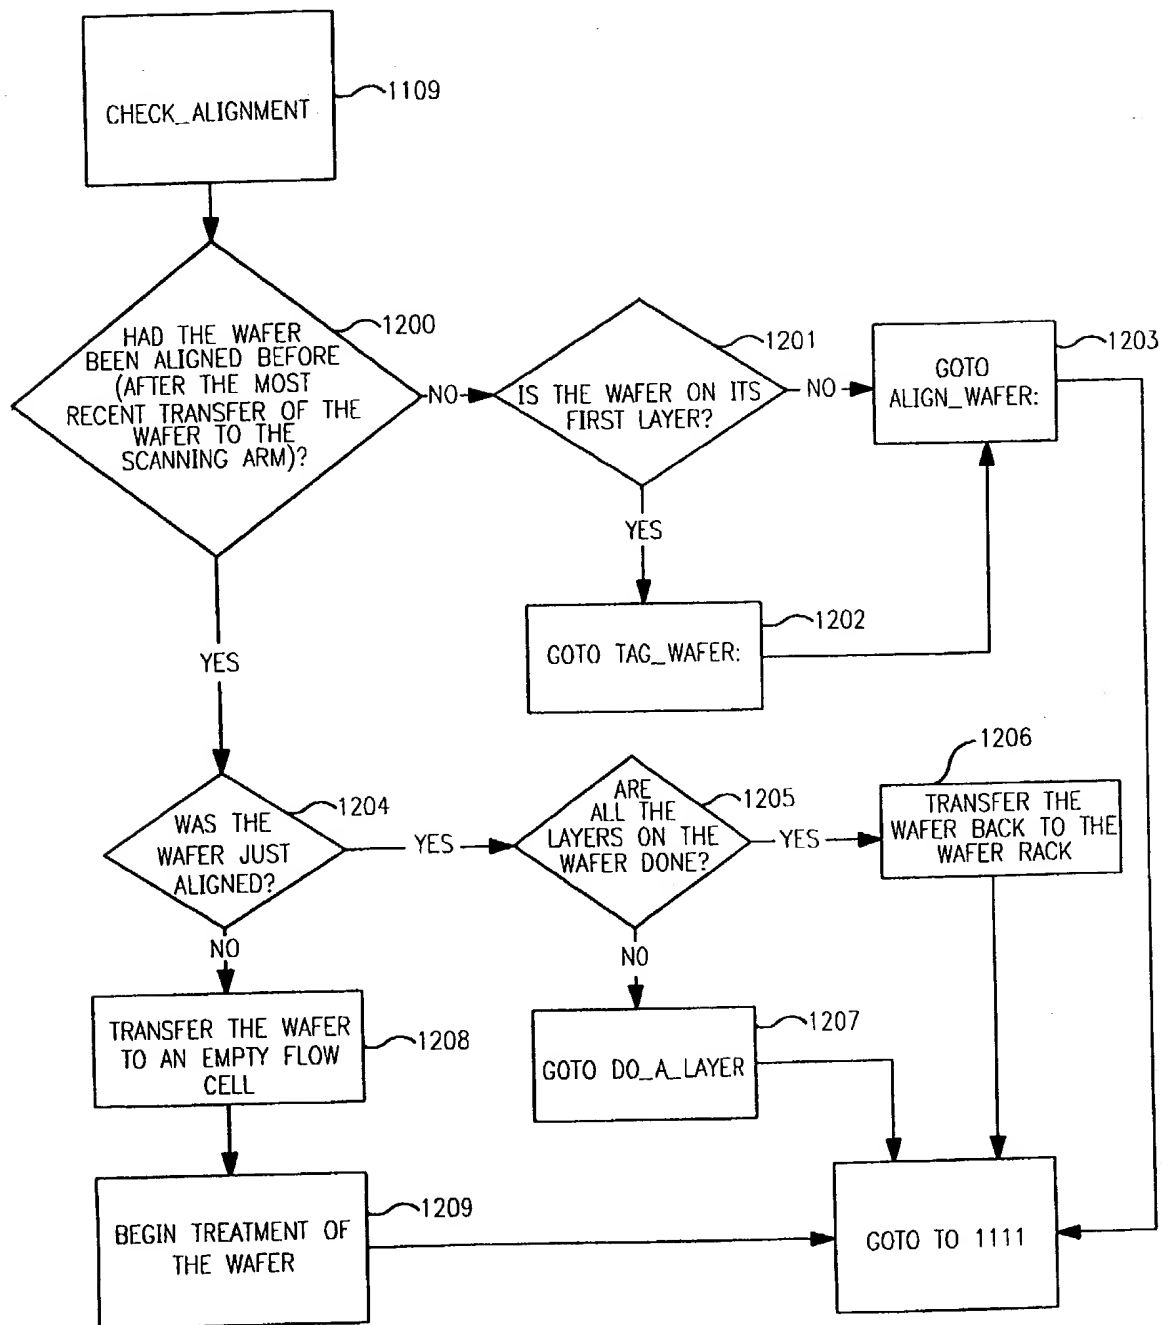 CHECK_ALIGNMENT
1109
HAD THE WAFER
BEEN ALIGNED BEFORE
(AFTER THE MOST
RECENT TRANSFER OF THE
WAFER TO THE
SCANNING ARM)?
1200
NO
IS THE WAFER ON ITS
FIRST LAYER?
1201
NO
GOTO
ALIGN_WAFER:
1203
YES
GOTO TAG_WAFER:
1202
YES
WAS THE
WAFER JUST
ALIGNED?
1204
YES
ARE
ALL THE
LAYERS ON THE
WAFER DONE?
1205
YES
TRANSFER THE
WAFER BACK TO THE
WAFER RACK
1206
NO
NO
TRANSFER THE WAFER
TO AN EMPTY FLOW
CELL
1208
GOTO DO_A_LAYER
1207
BEGIN TREATMENT OF
THE WAFER
1209
GOTO TO 1111